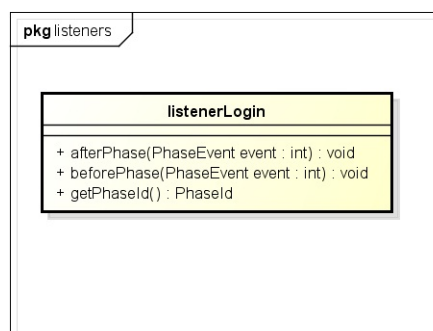 pkg listeners
listenerLogin
+ afterPhase(PhaseEvent event : int) : void
+ beforePhase(PhaseEvent event : int) : void
+ getPhaseId() : PhaseId